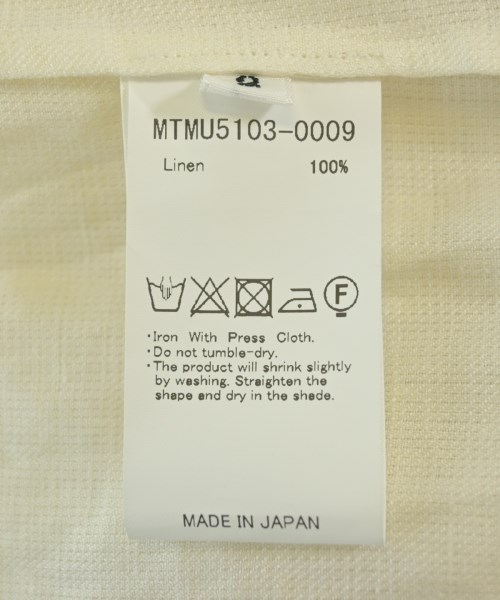 MTMU5103-0009
Linen 100%
F
・Iron With Press Cloth.
・Do not tumble-dry.
・The product will shrink slightly
by washing. Straighten the
shape and dry in the shade.
MADE IN JAPAN